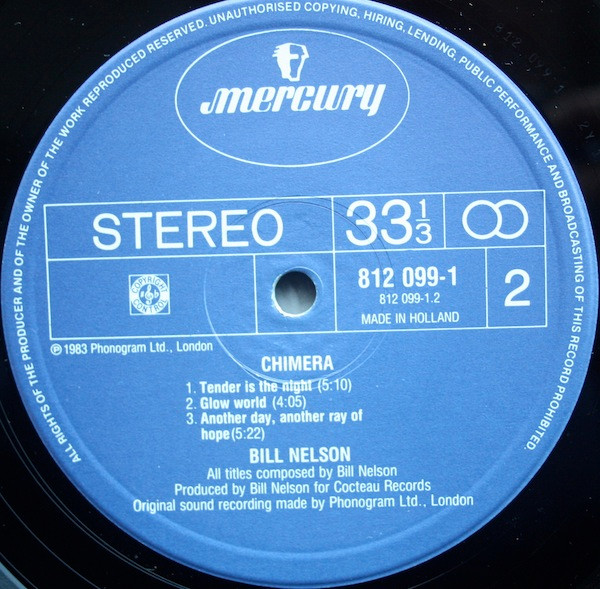 ALL RIGHTS OF THE PRODUCER AND OF THE OWNER OF THE WORK REPRODUCED RESERVED. UNAUTHORISED COPYING, HIRING, LENDING, PUBLIC PERFORMANCE AND BROADCASTING OF THIS RECORD PROHIBITED.
mercury
STEREO
33 1/3
COPYRIGHT
CONTROL
812 099-1
812 099-1.2
MADE IN HOLLAND
2
℗ 1983 Phonogram Ltd., London
CHIMERA
1. Tender is the night (5:10)
2. Glow world (4:05)
3. Another day, another ray of
hope (5:22)
BILL NELSON
All titles composed by Bill Nelson
Produced by Bill Nelson for Cocteau Records
Original sound recording made by Phonogram Ltd., London